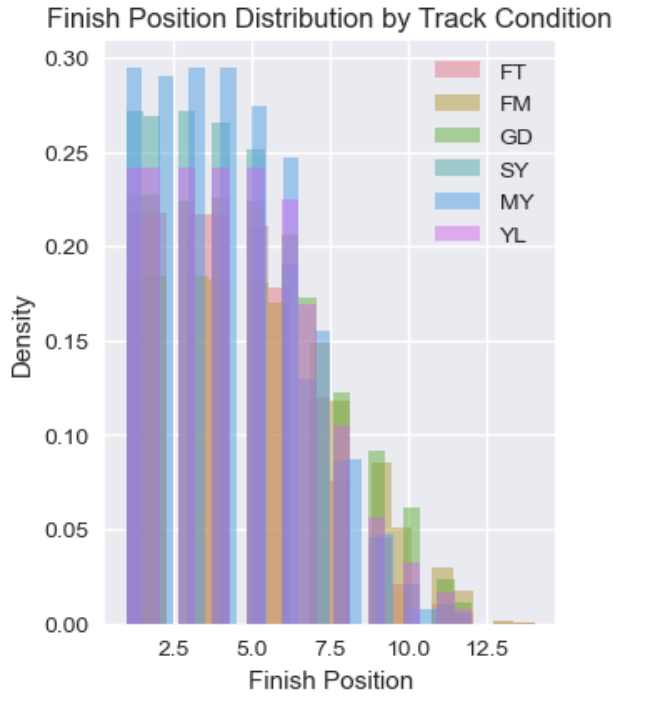 Finish Position Distribution by Track Condition
0.30
0.25
0.20
0.15
0.10
0.05
0.00
Density
FT
FM
GD
SY
MY
YL
2.5 5.0 7.5 10.0 12.5
Finish Position